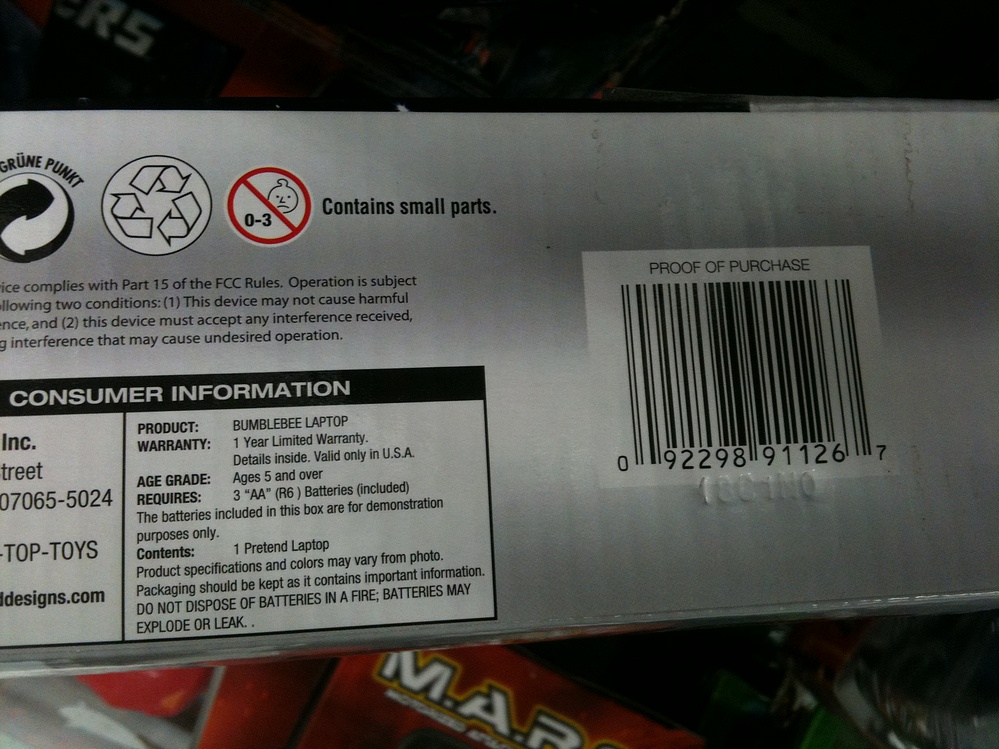 ERS
GRÜNE PUNKT
0-3
Contains small parts.
ice complies with Part 15 of the FCC Rules. Operation is subject
llowing two conditions: (1) This device may not cause harmful
ence, and (2) this device must accept any interference received,
g interference that may cause undesired operation.
PROOF OF PURCHASE
0 92298 91126 7
CONSUMER INFORMATION
Inc.
treet
07065-5024
-TOP-TOYS
ddesigns.com
PRODUCT: BUMBLEBEE LAPTOP
WARRANTY: 1 Year Limited Warranty.
Details inside. Valid only in U.S.A.
AGE GRADE: Ages 5 and over
REQUIRES: 3 “AA” (R6 ) Batteries (included)
The batteries included in this box are for demonstration
purposes only.
Contents: 1 Pretend Laptop
Product specifications and colors may vary from photo.
Packaging should be kept as it contains important information.
DO NOT DISPOSE OF BATTERIES IN A FIRE; BATTERIES MAY
EXPLODE OR LEAK. .
M.A.R